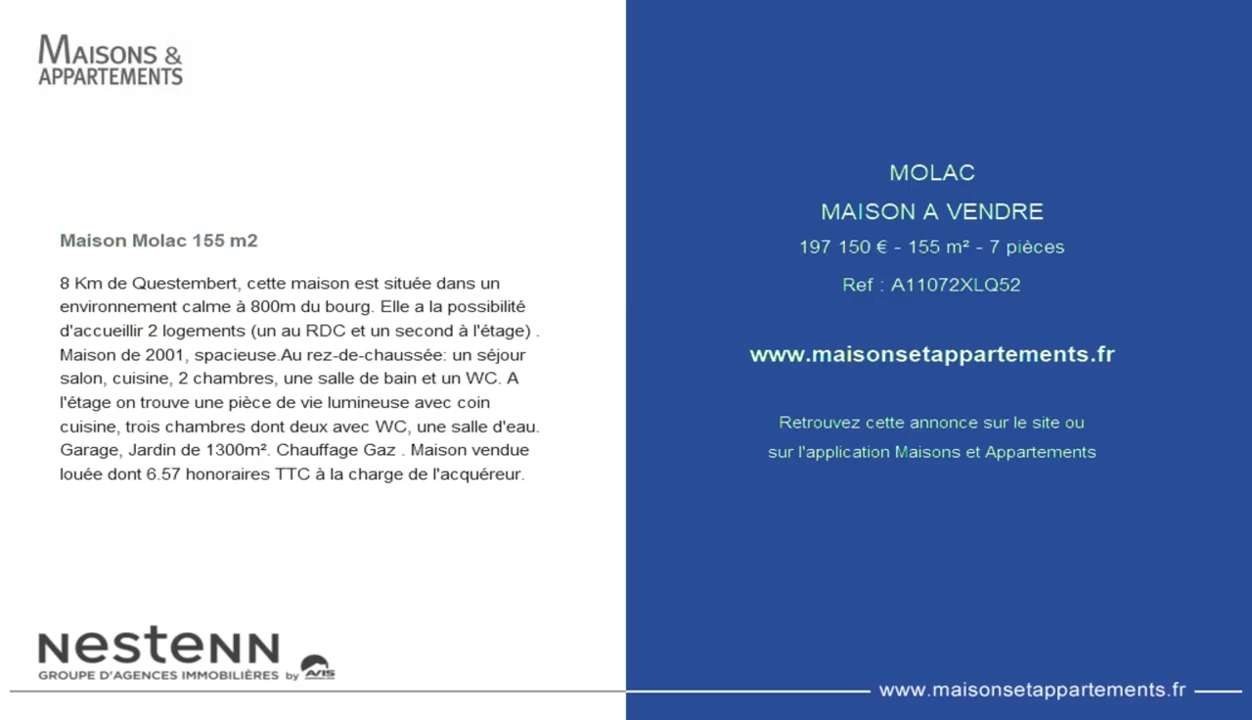 MAISONS &
APPARTEMENTS
Maison Molac 155 m2
8 Km de Questembert, cette maison est située dans un
environnement calme à 800m du bourg. Elle a la possibilité
d'accueillir 2 logements (un au RDC et un second à l'étage) .
Maison de 2001, spacieuse.Au rez-de-chaussée: un séjour
salon, cuisine, 2 chambres, une salle de bain et un WC. A
l'étage on trouve une pièce de vie lumineuse avec coin
cuisine, trois chambres dont deux avec WC, une salle d'eau.
Garage, Jardin de 1300m². Chauffage Gaz . Maison vendue
louée dont 6.57 honoraires TTC à la charge de l'acquéreur.
Nestenn
GROUPE D'AGENCES IMMOBILIÈRES by AVIS
MOLAC
MAISON A VENDRE
197 150 € - 155 m² - 7 pièces
Ref : A11072XLQ52
www.maisonsetappartements.fr
Retrouvez cette annonce sur le site ou
sur l'application Maisons et Appartements
www.maisonsetappartements.fr